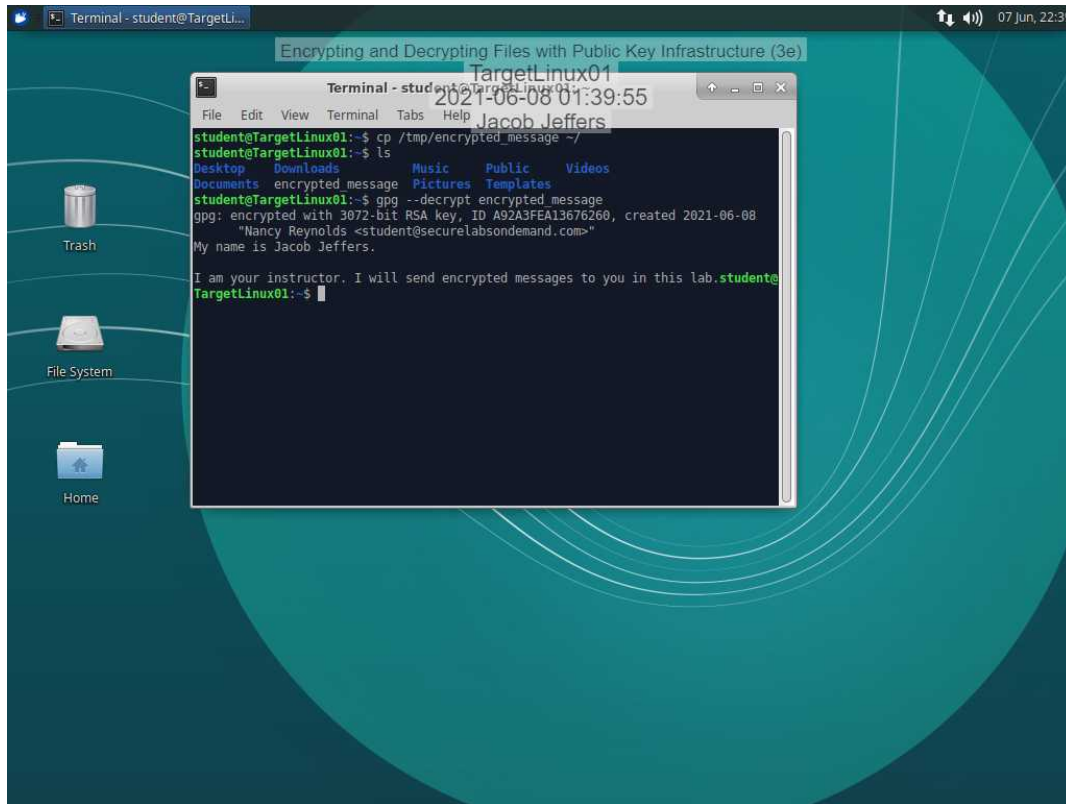 Terminal - student@TargetLi...
07 Jun, 22:39
Encrypting and Decrypting Files with Public Key Infrastructure (3e)
TargetLinux01
2021-06-08 01:39:55
Jacob Jeffers
Terminal - student@TargetLinux01: ~
File Edit View Terminal Tabs Help
student@TargetLinux01:~$ cp /tmp/encrypted_message ~/
student@TargetLinux01:~$ ls
Desktop Downloads Music Public Videos
Documents encrypted_message Pictures Templates
student@TargetLinux01:~$ gpg --decrypt encrypted_message
gpg: encrypted with 3072-bit RSA key, ID A92A3FEA13676260, created 2021-06-08
"Nancy Reynolds <student@securelabsondemand.com>"
My name is Jacob Jeffers.
I am your instructor. I will send encrypted messages to you in this lab.student@
TargetLinux01:~$
Trash
File System
Home